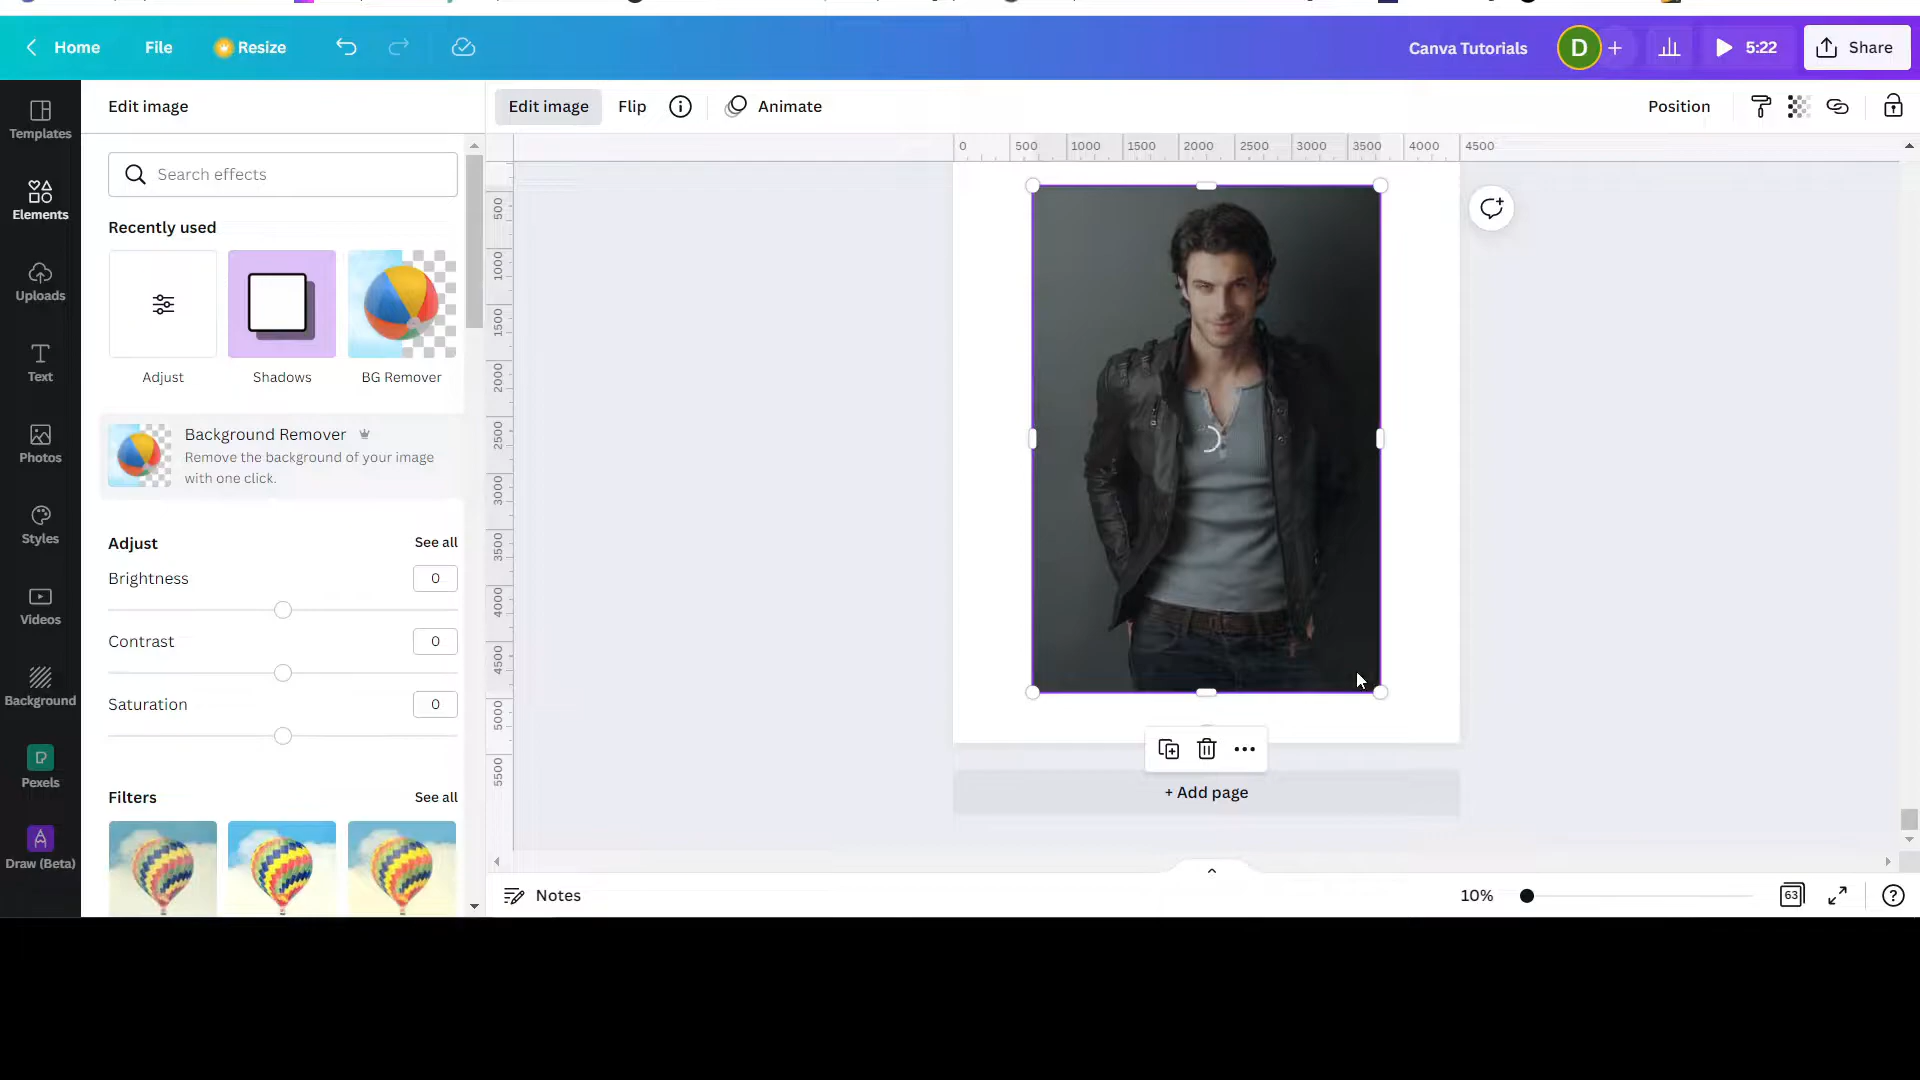 Home
File
Resize
Canva Tutorials
D
5:22
Share
Templates
Elements
Uploads
Text
Photos
Styles
Videos
Background
Pexels
Draw (Beta)
Edit image
Search effects
Recently used
Adjust
Shadows
BG Remover
Background Remover
Remove the background of your image
with one click.
Adjust
See all
Brightness
0
Contrast
0
Saturation
0
Filters
See all
Edit image
Flip
Animate
Position
0 500 1000 1500 2000 2500 3000 3500 4000 4500
500
1000
1500
2000
2500
3000
3500
4000
4500
5000
5500
+ Add page
Notes
10%
63